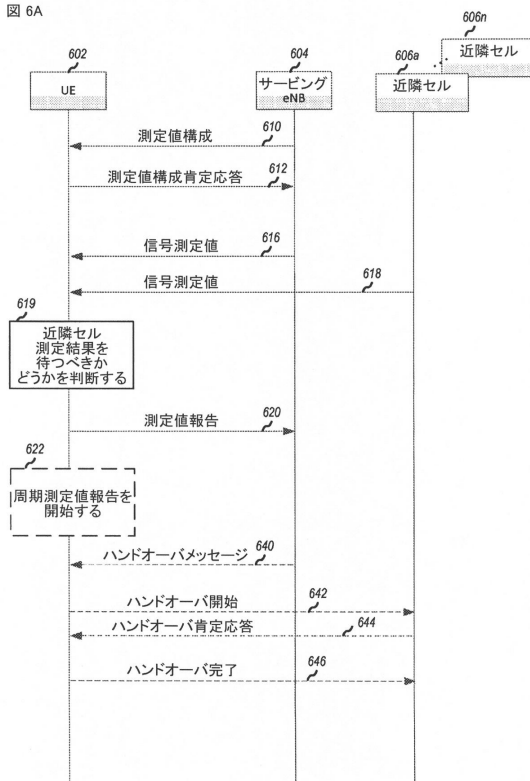 図 6A
606n
近隣セル
602
UE
604
サービング
eNB
606a
近隣セル
610
測定値構成
612
測定値構成肯定応答
616
信号測定値
618
信号測定値
619
近隣セル
測定結果を
待つべきか
どうかを判断する
620
測定値報告
622
周期測定値報告を
開始する
640
ハンドオーバメッセージ
ハンドオーバ開始
642
ハンドオーバ肯定応答
644
ハンドオーバ完了
646